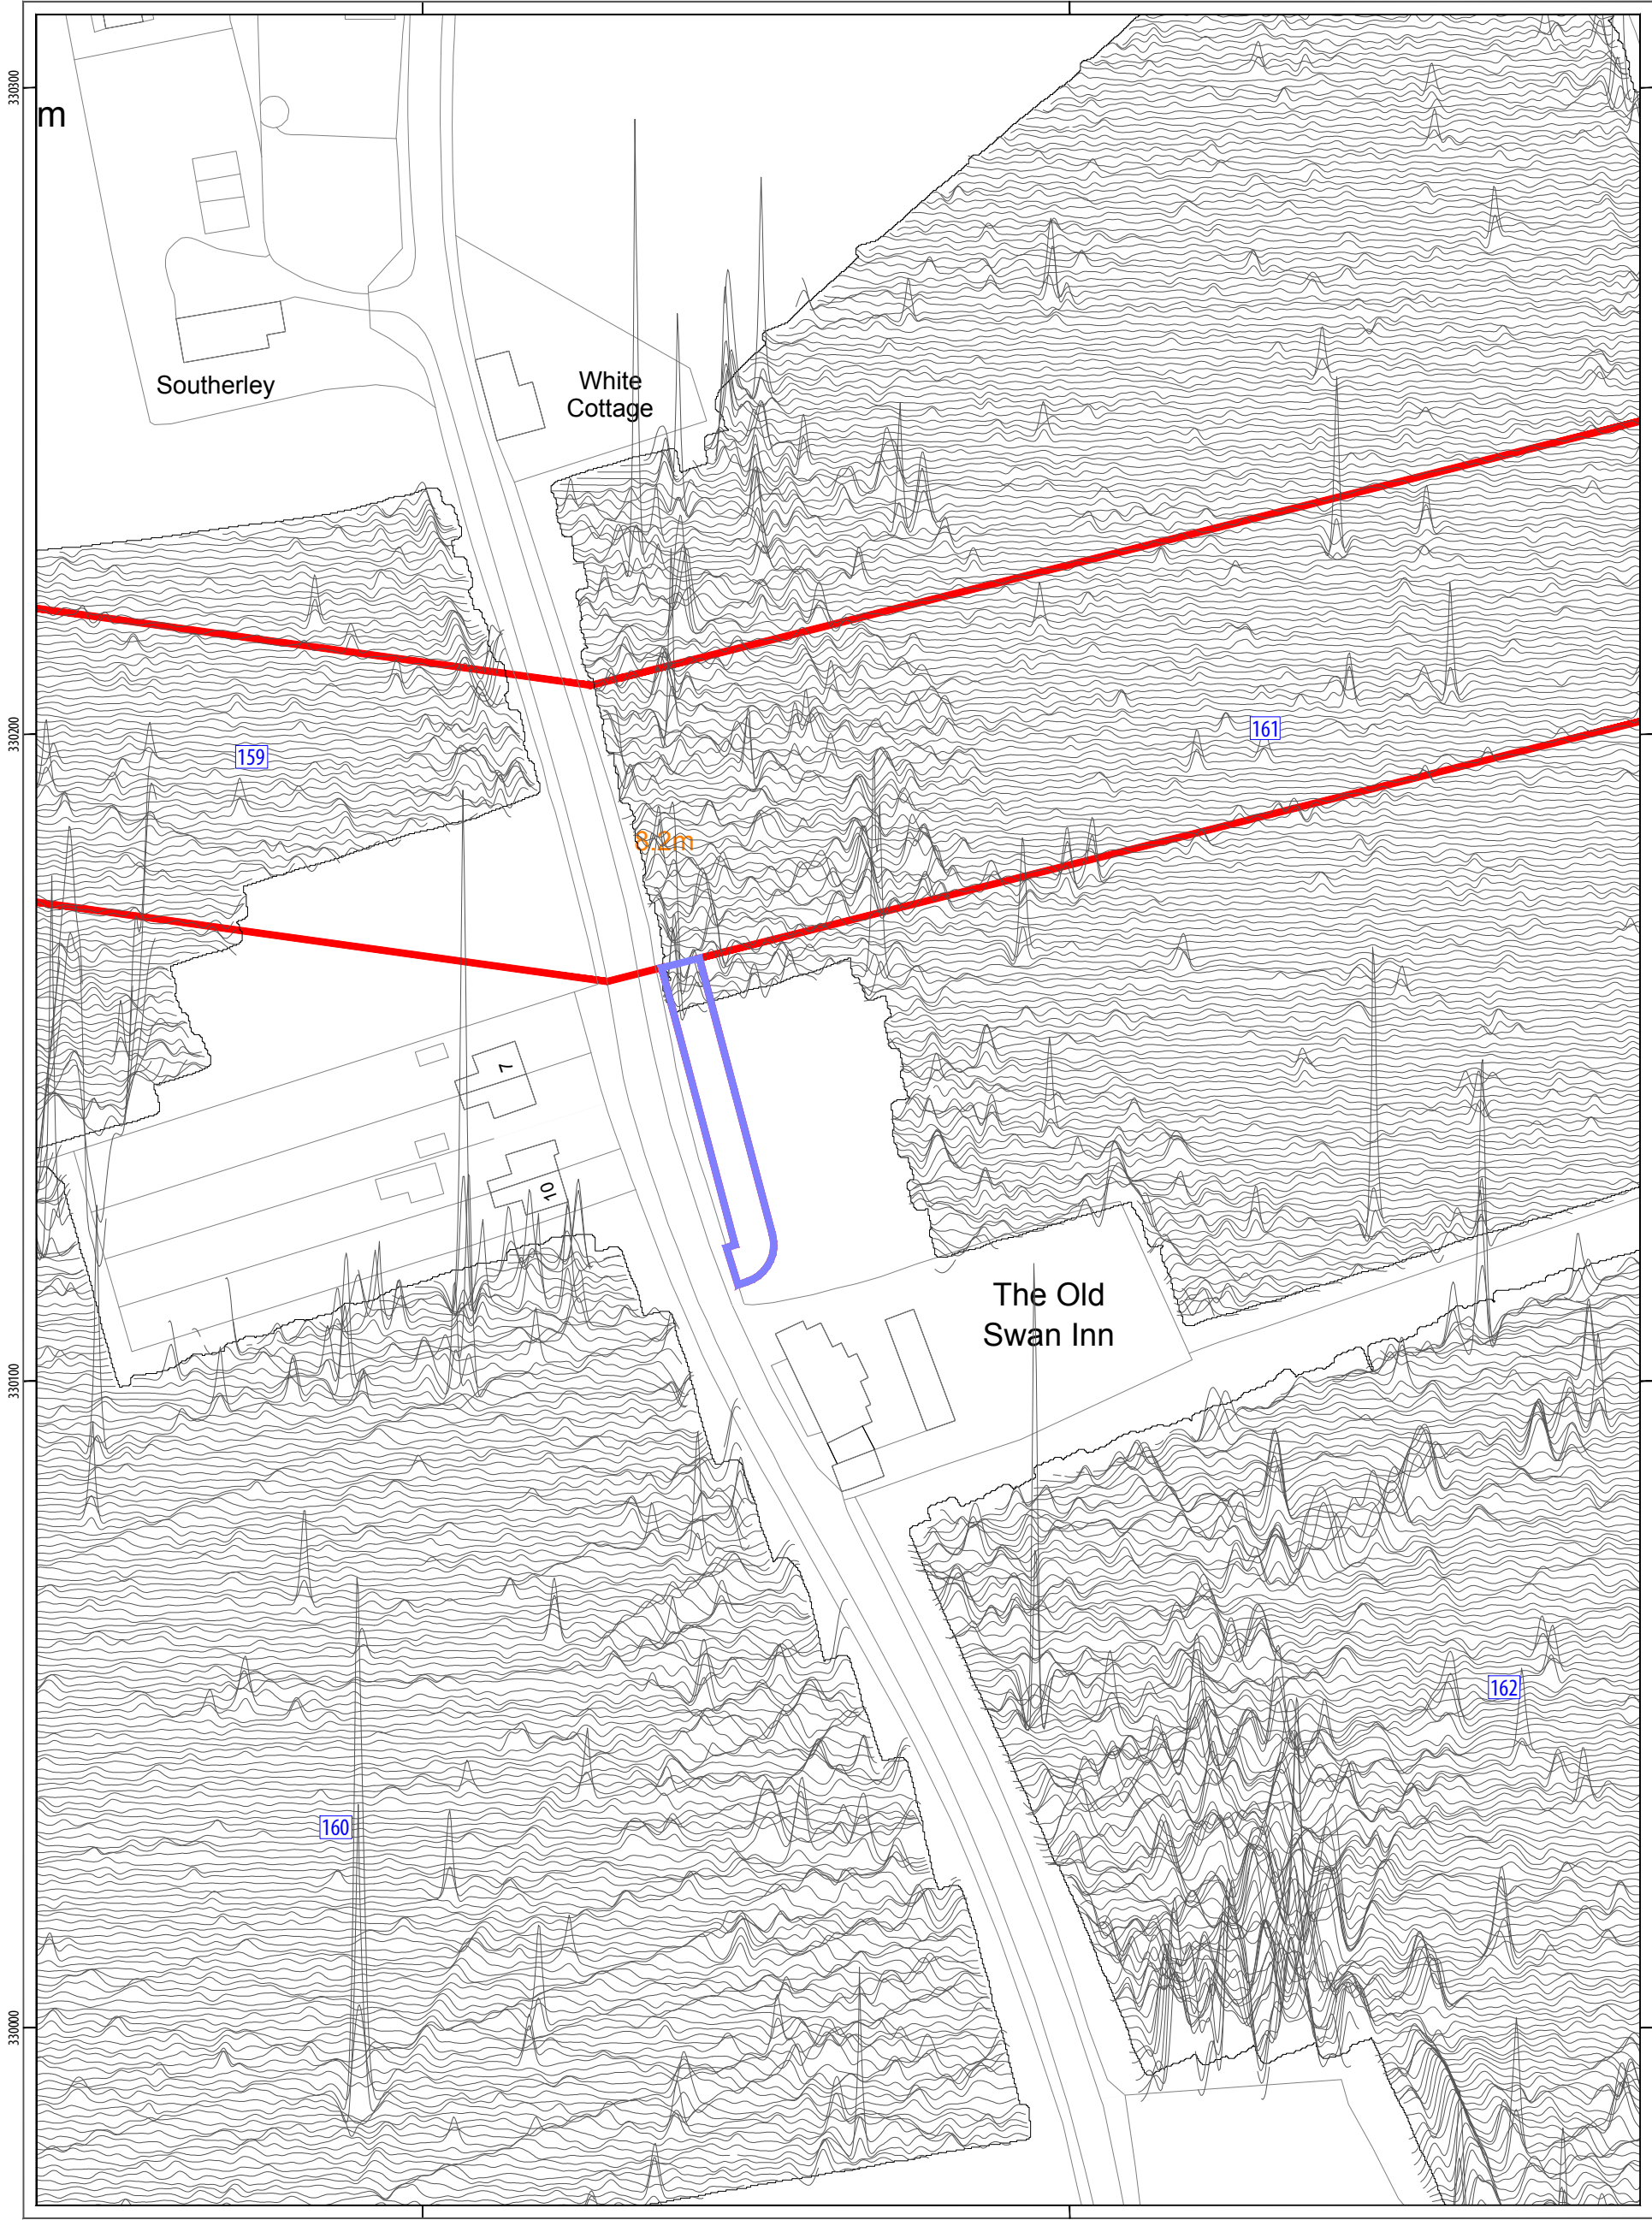 330300
m
Southerley
White
Cottage
330200
159
161
8.2m
7
10
The Old
Swan Inn
330100
162
160
330000